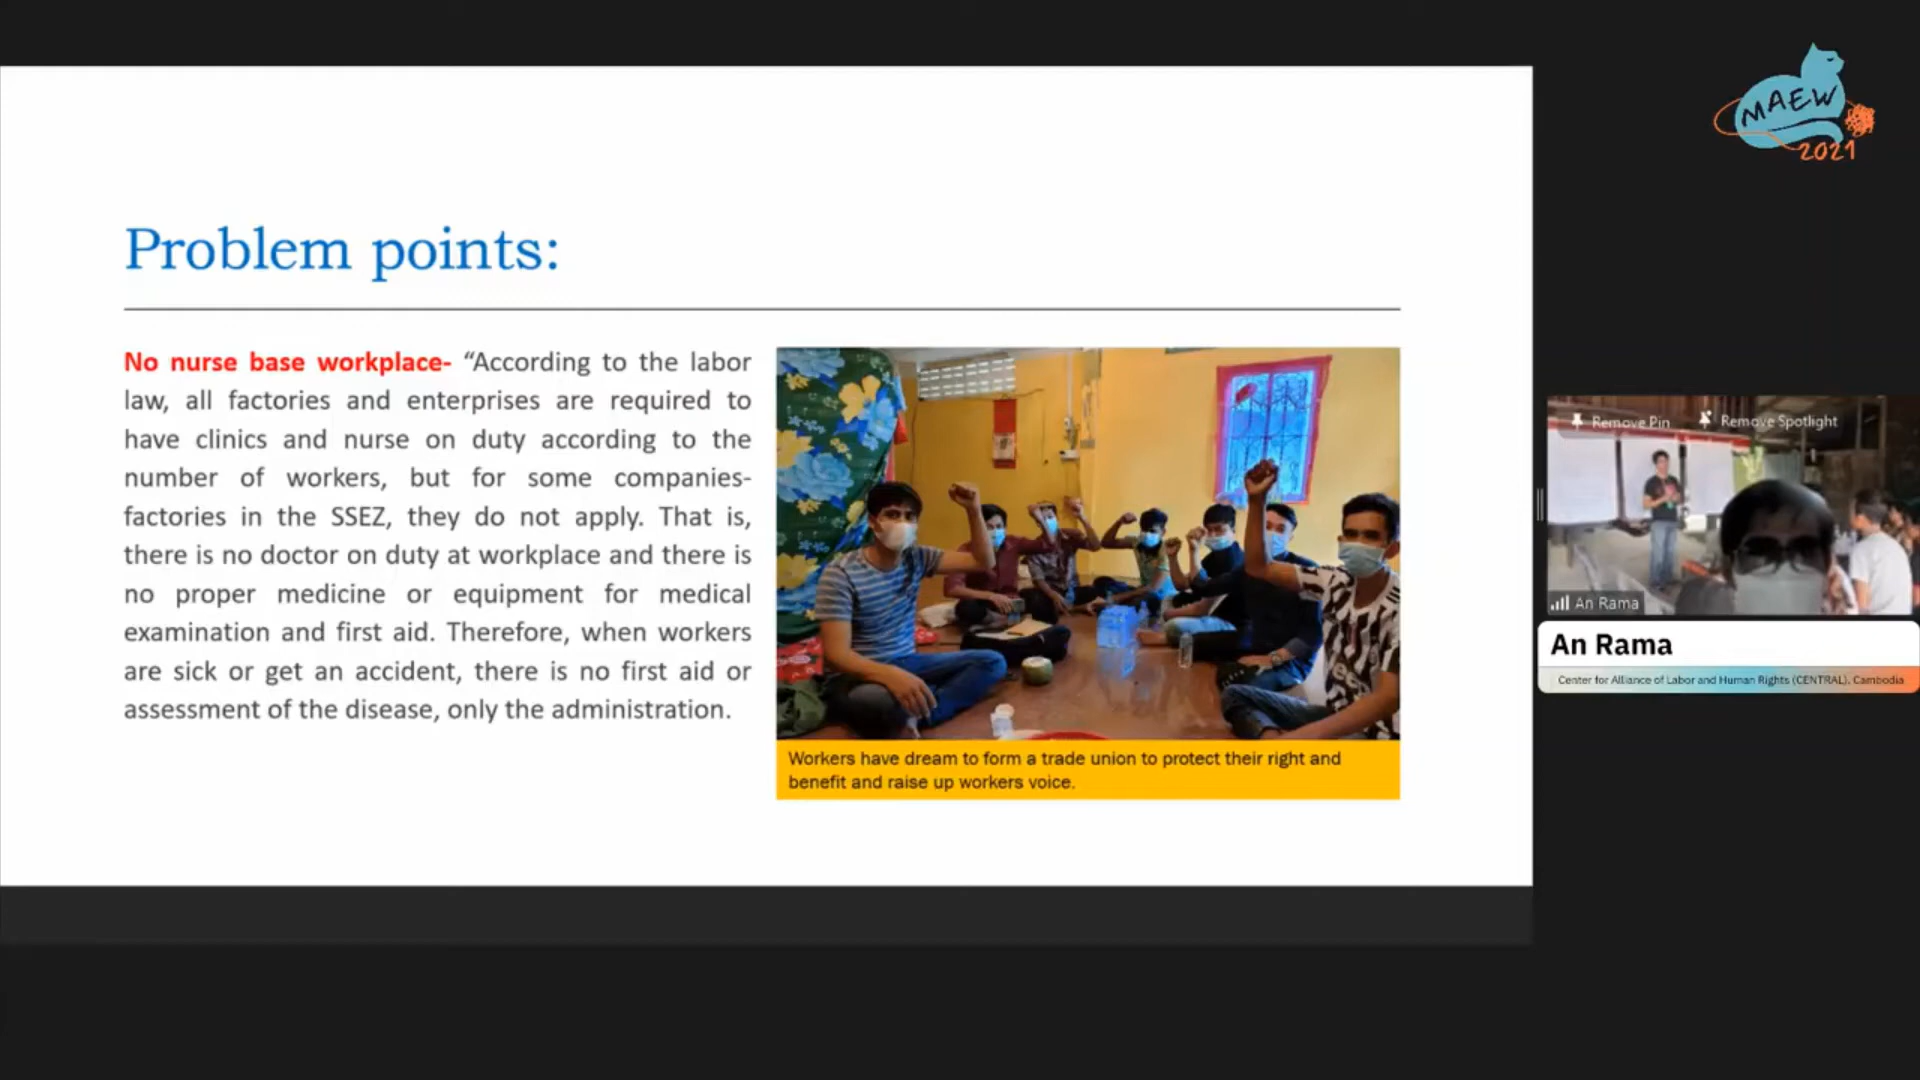 MAEW
2021
Problem points:
No nurse base workplace- “According to the labor
law, all factories and enterprises are required to
have clinics and nurse on duty according to the
number of workers, but for some companies-
factories in the SSEZ, they do not apply. That is,
there is no doctor on duty at workplace and there is
no proper medicine or equipment for medical
examination and first aid. Therefore, when workers
are sick or get an accident, there is no first aid or
assessment of the disease, only the administration.
Workers have dream to form a trade union to protect their right and
benefit and raise up workers voice.
Remove Pin
Remove Spotlight
An Rama
An Rama
Center for Alliance of Labor and Human Rights (CENTRAL), Cambodia